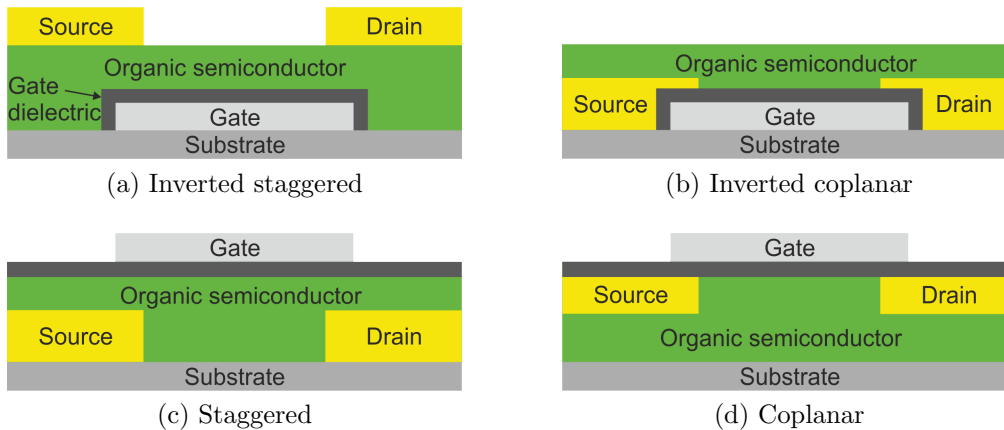 Source
Drain
Organic semiconductor
Gate
dielectric
Gate
Substrate
(a) Inverted staggered
Organic semiconductor
Source
Gate
Drain
Substrate
(b) Inverted coplanar
Gate
Organic semiconductor
Source
Drain
Substrate
(c) Staggered
Gate
Source
Drain
Organic semiconductor
Substrate
(d) Coplanar